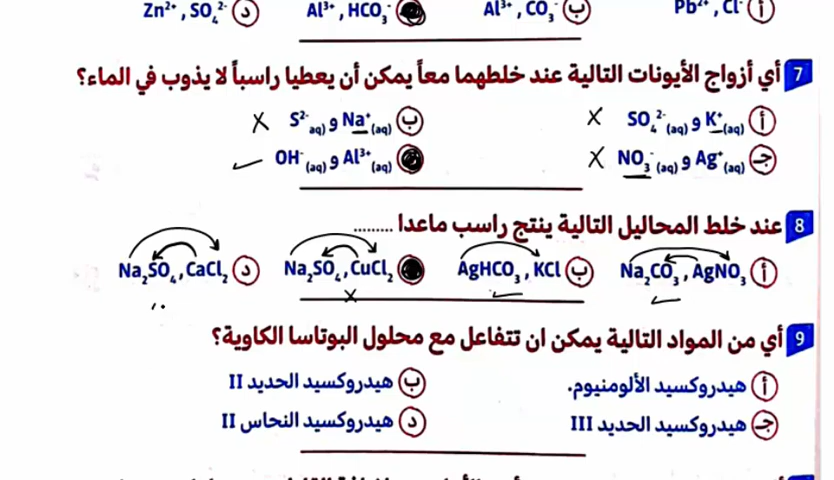 أ Pb²⁺ , Cl⁻ ب Al³⁺ , CO₃⁻ Al³⁺ , HCO₃⁻ د Zn²⁺ , SO₄²⁻
7 أي أزواج الأيونات التالية عند خلطهما معاً يمكن أن يعطيا راسباً لا يذوب في الماء؟
أ K⁺(aq) و SO₄²⁻(aq) ب Na⁺(aq) و S²⁻aq)
جـ Ag⁺(aq) و NO₃⁻(aq) Al³⁺(aq) و OH⁻(aq)
8 عند خلط المحاليل التالية ينتج راسب ماعدا .........
أ Na₂CO₃ , AgNO₃ ب AgHCO₃ , KCl Na₂SO₄ , CuCl₂ د Na₂SO₄ , CaCl₂
9 أي من المواد التالية يمكن ان تتفاعل مع محلول البوتاسا الكاوية؟
أ هيدروكسيد الألومنيوم. ب هيدروكسيد الحديد II
جـ هيدروكسيد الحديد III د هيدروكسيد النحاس II